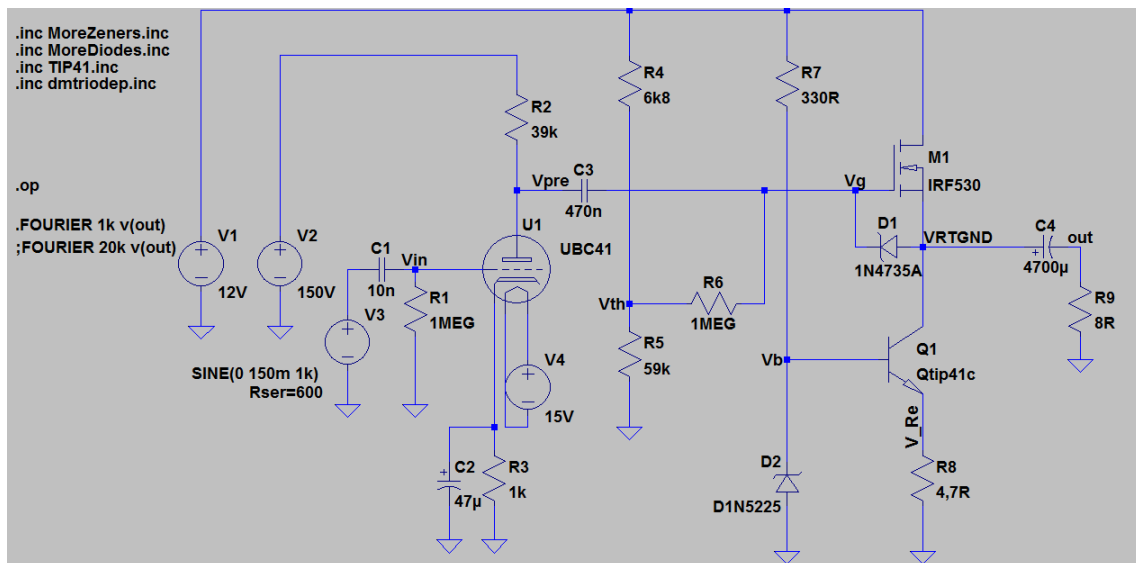 .inc MoreZeners.inc
.inc MoreDiodes.inc
.inc TIP41.inc
.inc dmtriodep.inc
.op
.FOURIER 1k v(out)
;FOURIER 20k v(out)
V1
12V
V2
150V
V3
SINE(0 150m 1k)
Rser=600
C1
10n
Vin
R1
1MEG
R2
39k
Vpre
U1
UBC41
V4
15V
C2
47µ
R3
1k
C3
470n
R4
6k8
Vth
R5
59k
R6
1MEG
R7
330R
Vb
D2
D1N5225
Vg
M1
IRF530
D1
1N4735A
VRTGND
C4
4700µ
out
R9
8R
Q1
Qtip41c
V_Re
R8
4,7R